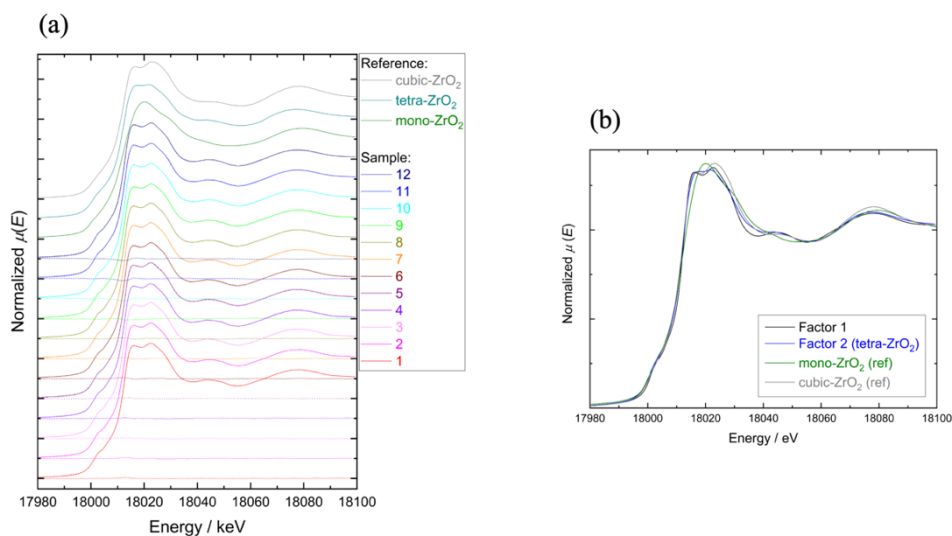 (a)
Normalized μ(E)
Reference:
cubic-ZrO₂
tetra-ZrO₂
mono-ZrO₂
Sample:
12
11
10
9
8
7
6
5
4
3
2
1
17980 18000 18020 18040 18060 18080 18100
Energy / keV
(b)
Normalized μ (E)
Factor 1
Factor 2 (tetra-ZrO₂)
mono-ZrO₂ (ref)
cubic-ZrO₂ (ref)
17980 18000 18020 18040 18060 18080 18100
Energy / eV